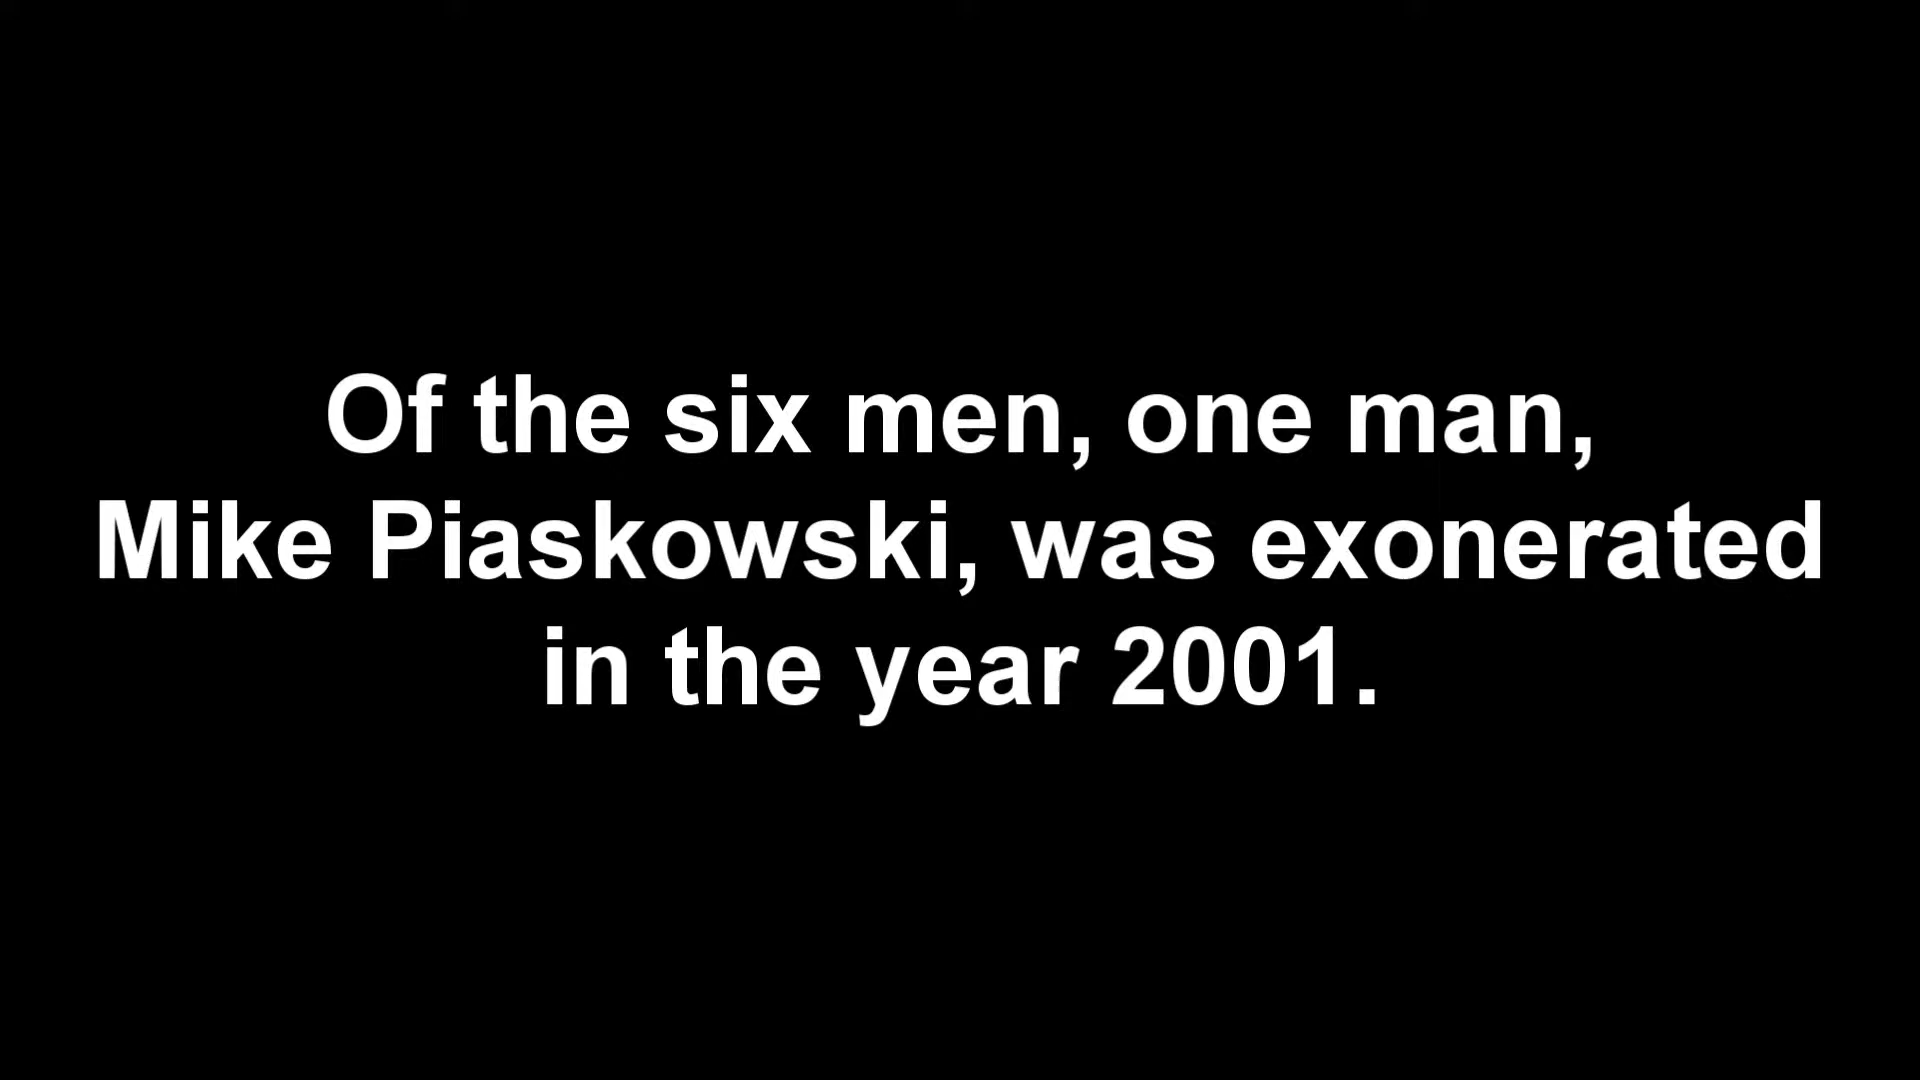 Of the six men, one man,
Mike Piaskowski, was exonerated
in the year 2001.